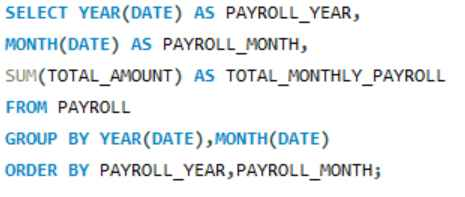 SELECT YEAR(DATE) AS PAYROLL_YEAR,
MONTH(DATE) AS PAYROLL_MONTH,
SUM(TOTAL_AMOUNT) AS TOTAL_MONTHLY_PAYROLL
FROM PAYROLL
GROUP BY YEAR(DATE),MONTH(DATE)
ORDER BY PAYROLL_YEAR,PAYROLL_MONTH;